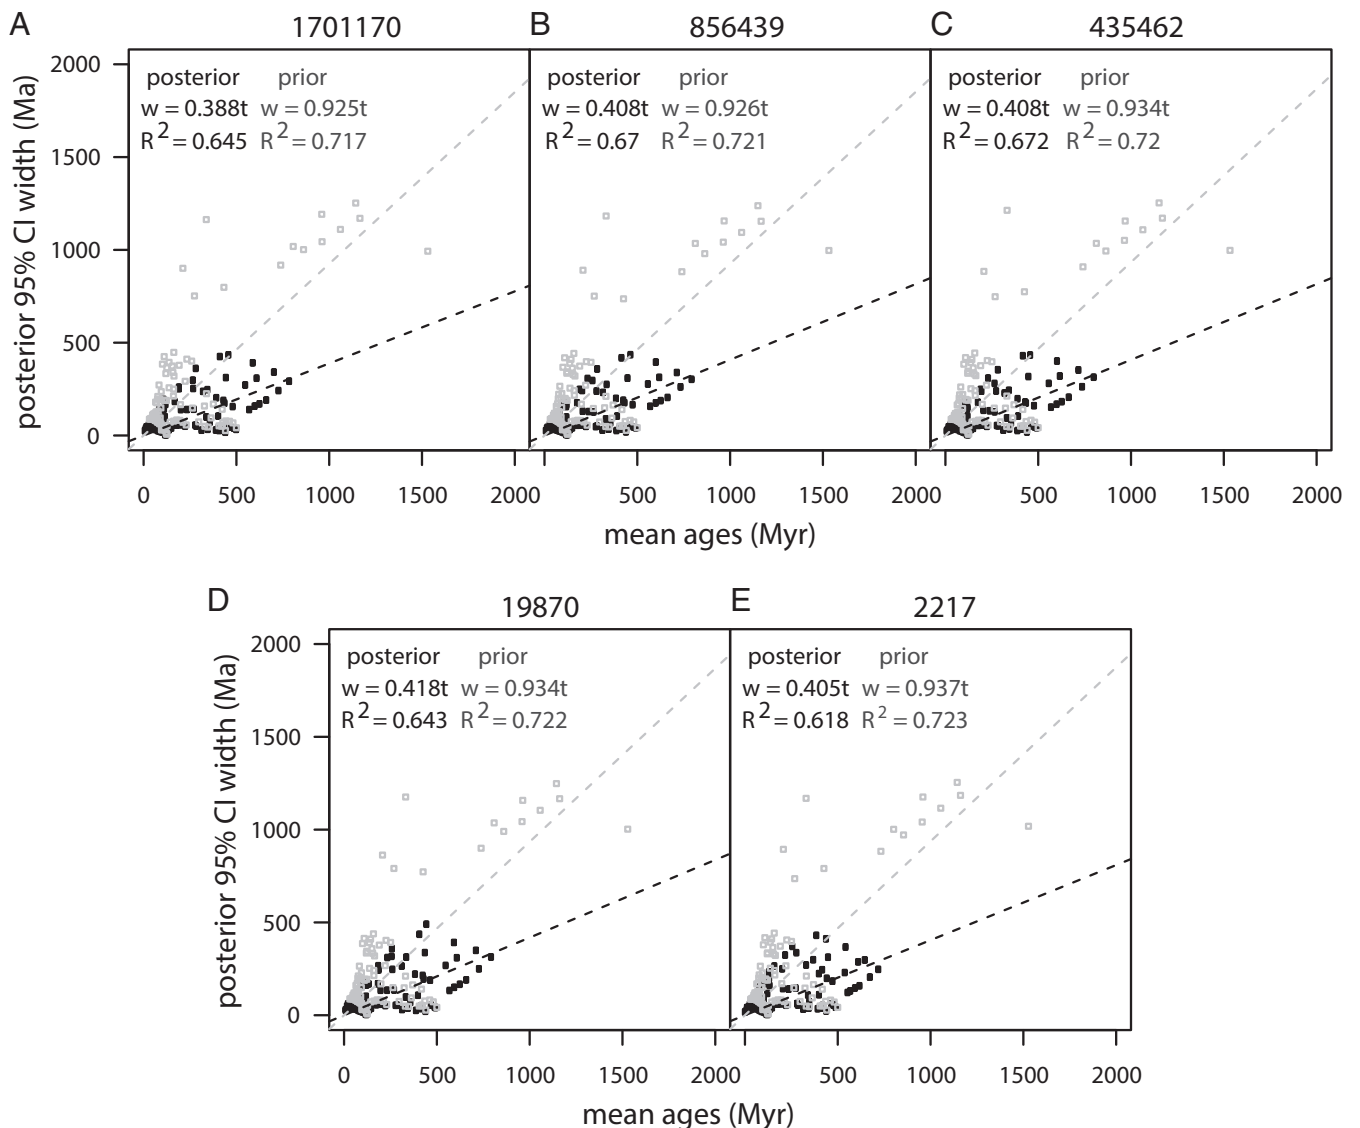 A 1701170 B 856439 C 435462
posterior 95% CI width (Ma)
2000
1500
1000
500
0
posterior prior
w = 0.388t w = 0.925t
R2 = 0.645 R2 = 0.717
posterior prior
w = 0.408t w = 0.926t
R2 = 0.67 R2 = 0.721
posterior prior
w = 0.408t w = 0.934t
R2 = 0.672 R2 = 0.72
0 500 1000 1500 2000 500 1000 1500 2000 500 1000 1500 2000
mean ages (Myr)
D 19870 E 2217
posterior 95% CI width (Ma)
2000
1500
1000
500
0
posterior prior
w = 0.418t w = 0.934t
R2 = 0.643 R2 = 0.722
posterior prior
w = 0.405t w = 0.937t
R2 = 0.618 R2 = 0.723
0 500 1000 1500 2000 500 1000 1500 2000
mean ages (Myr)